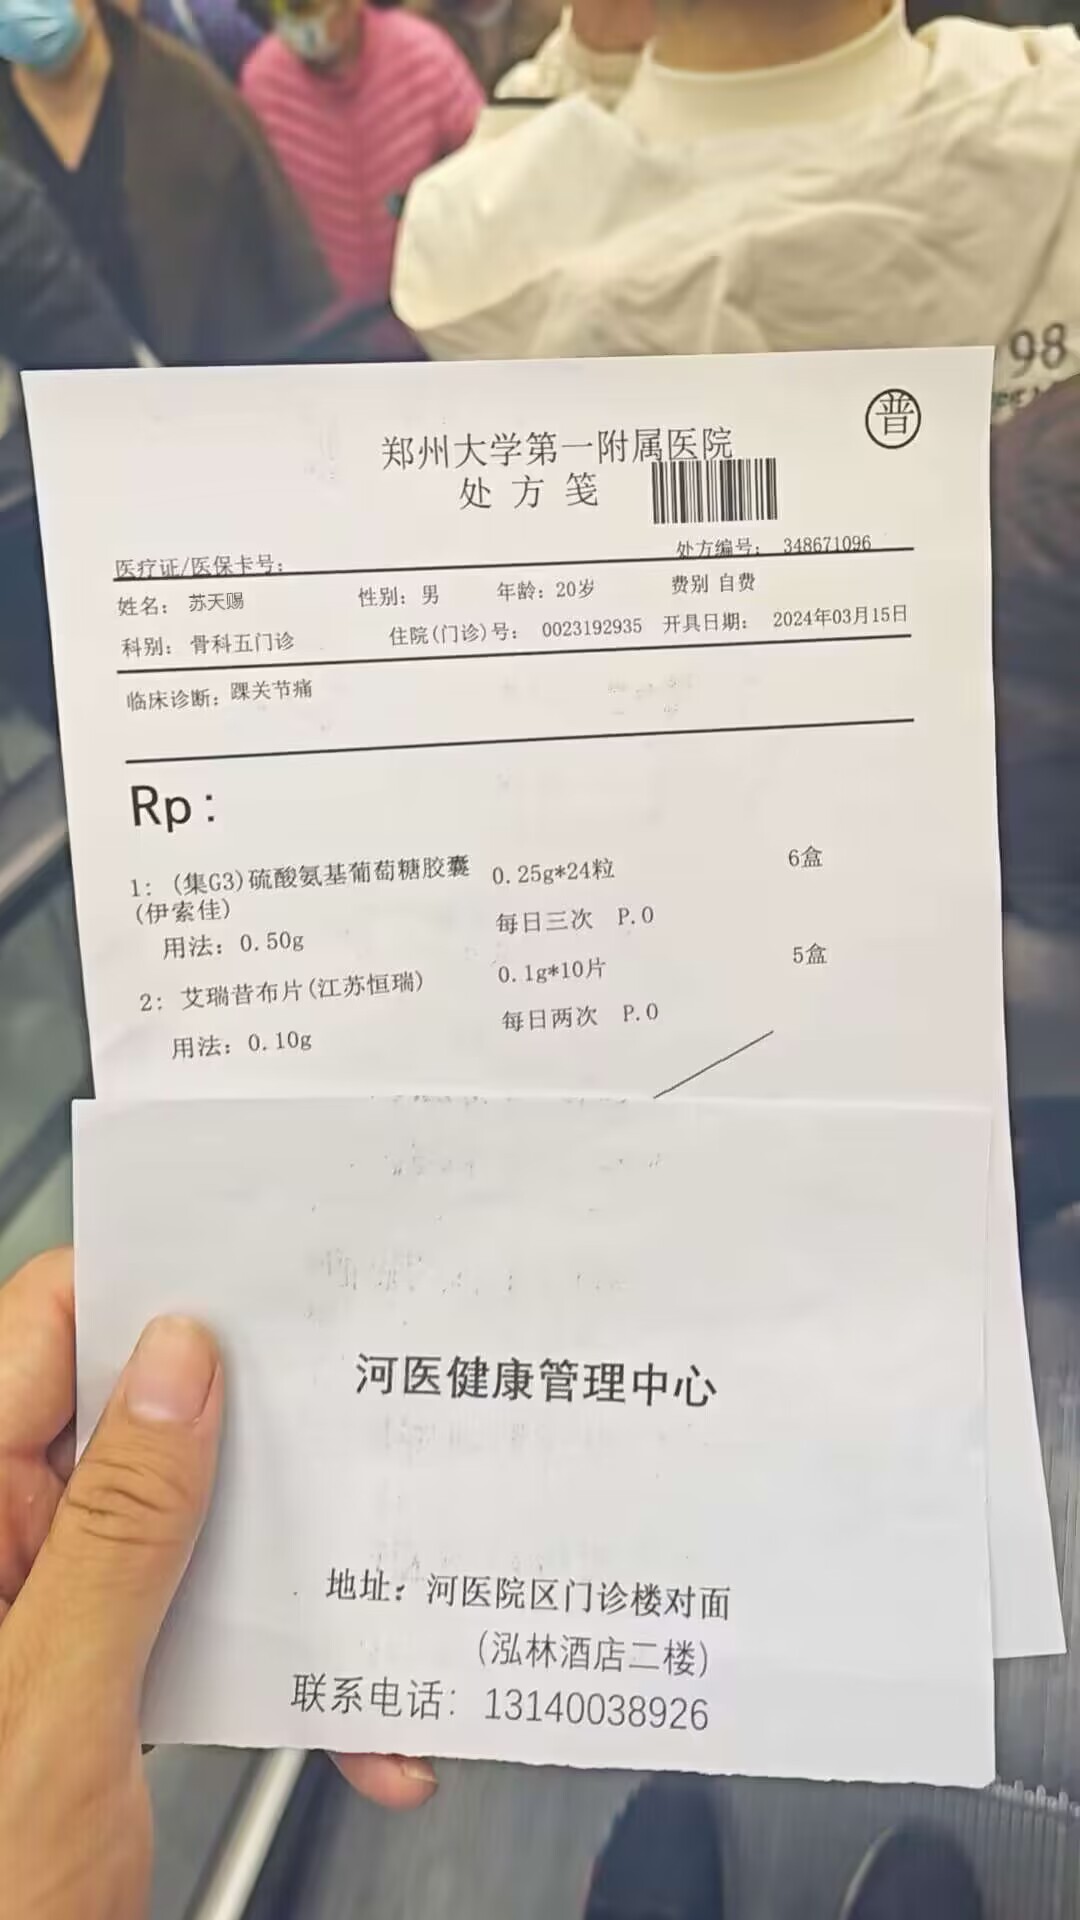 98
普
郑州大学第一附属医院
处方笺
处方编号： 348671096
医疗证/医保卡号：
姓名： 苏天赐 性别：男 年龄：20岁 费别 自费
科别：骨科五门诊 住院(门诊)号： 0023192935 开具日期： 2024年03月15日
临床诊断：踝关节痛
Rp：
1：(集G3)硫酸氨基葡萄糖胶囊 0.25g*24粒 6盒
(伊索佳)
用法：0.50g 每日三次 P.O
2：艾瑞昔布片(江苏恒瑞) 0.1g*10片 5盒
用法：0.10g 每日两次 P.O
河医健康管理中心
地址：河医院区门诊楼对面
(泓林酒店二楼)
联系电话：13140038926